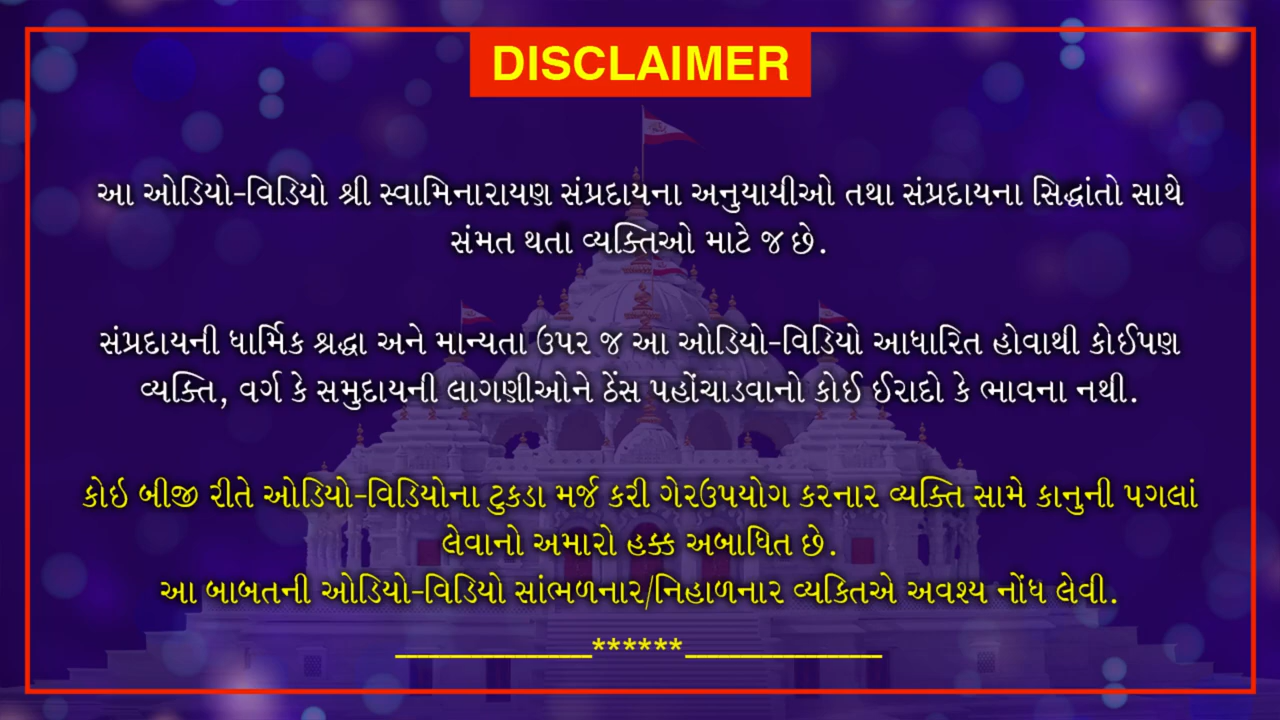 DISCLAIMER
આ ઓડિયો-વિડિયો શ્રી સ્વામિનારાયણ સંપ્રદાયના અનુયાયીઓ તથા સંપ્રદાયના સિદ્ધાંતો સાથે
સંમત થતા વ્યક્તિઓ માટે જ છે.
સંપ્રદાયની ધાર્મિક શ્રદ્ધા અને માન્યતા ઉપર જ આ ઓડિયો-વિડિયો આધારિત હોવાથી કોઈપણ
વ્યક્તિ, વર્ગ કે સમુદાયની લાગણીઓને ઠેંસ પહોંચાડવાનો કોઈ ઈરાદો કે ભાવના નથી.
કોઇ બીજી રીતે ઓડિયો-વિડિયોના ટુકડા મર્જ કરી ગેરઉપયોગ કરનાર વ્યક્તિ સામે કાનુની પગલાં
લેવાનો અમારો હક્ક અબાધિત છે.
આ બાબતની ઓડિયો-વિડિયો સાંભળનાર/નિહાળનાર વ્યકિતએ અવશ્ય નોંધ લેવી.
________________******________________